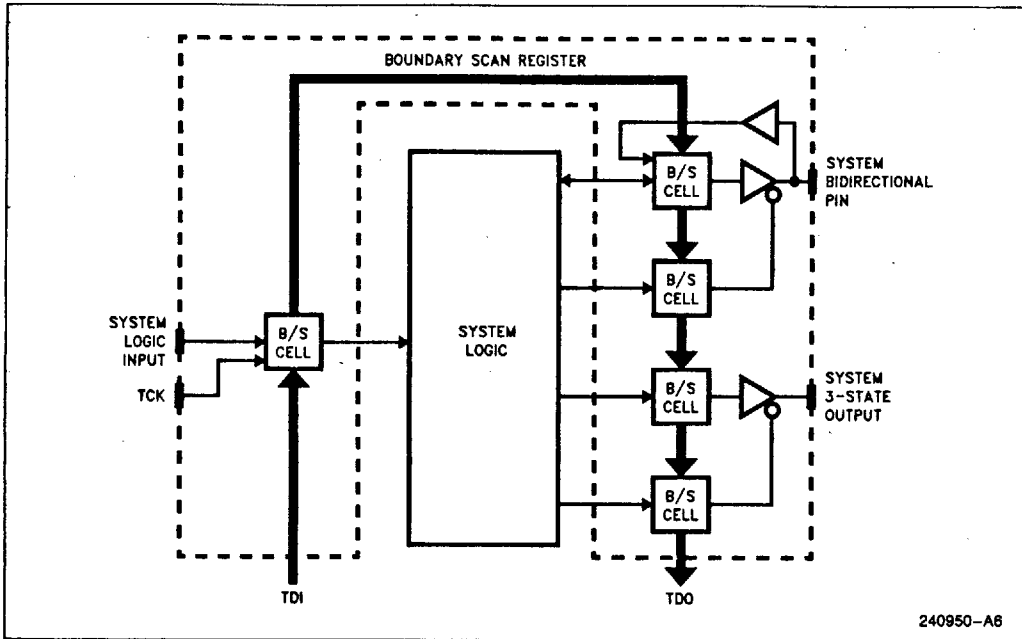 BOUNDARY SCAN REGISTER
SYSTEM
BIDIRECTIONAL
PIN
B/S
CELL
B/S
CELL
SYSTEM
LOGIC
INPUT
TCK
B/S
CELL
SYSTEM
LOGIC
B/S
CELL
SYSTEM
3-STATE
OUTPUT
B/S
CELL
TDI
TDO
240950-A6